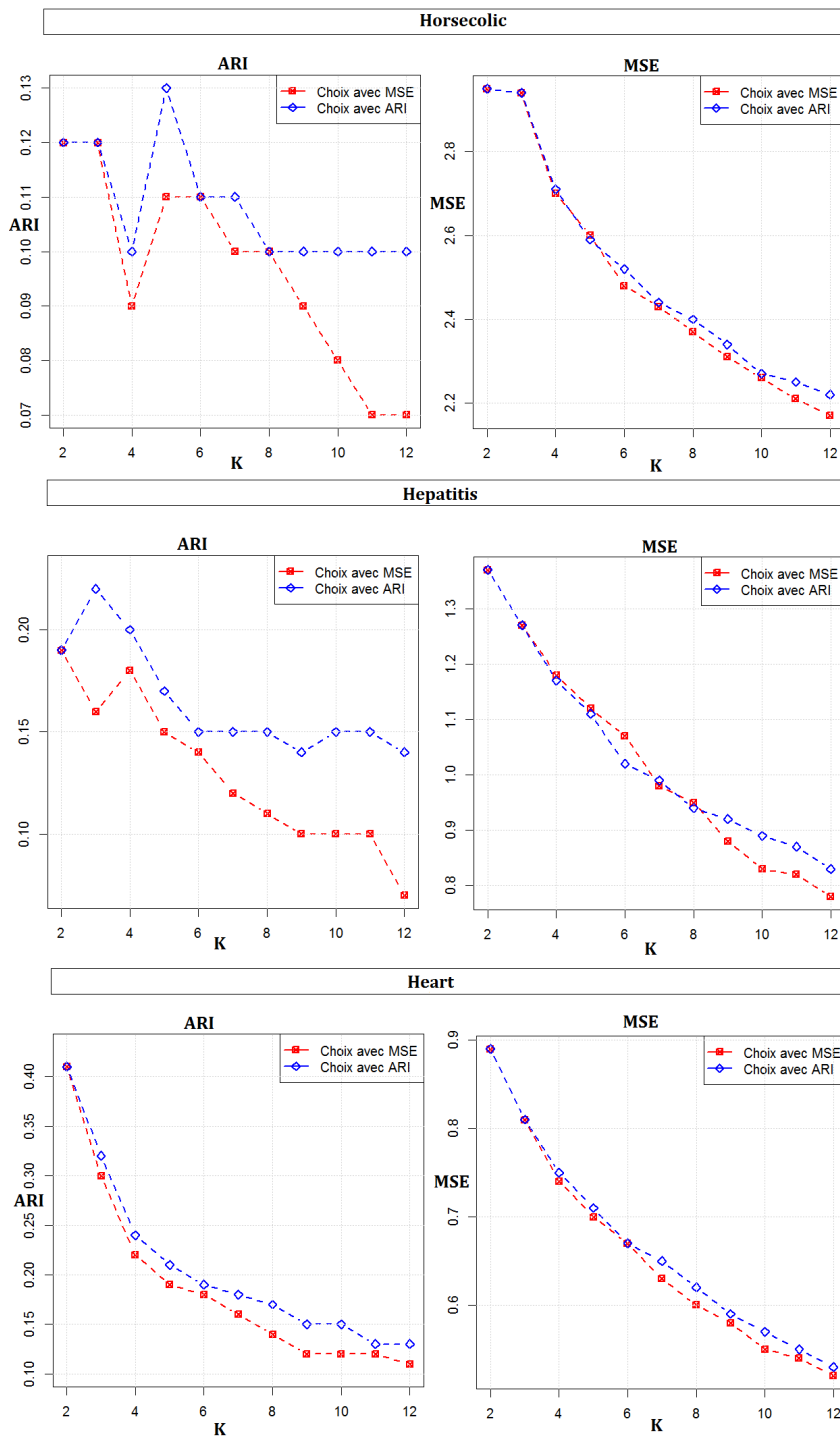 Horsecolic
ARI
Choix avec MSE
Choix avec ARI
0.13
0.12
0.11
0.10
0.09
0.08
0.07
ARI
2 4 6 8 10 12
K
MSE
Choix avec MSE
Choix avec ARI
2.8
2.6
2.4
2.2
MSE
2 4 6 8 10 12
K
Hepatitis
ARI
Choix avec MSE
Choix avec ARI
0.20
0.15
0.10
2 4 6 8 10 12
K
MSE
Choix avec MSE
Choix avec ARI
1.3
1.2
1.1
1.0
0.9
0.8
2 4 6 8 10 12
K
Heart
ARI
Choix avec MSE
Choix avec ARI
0.40
0.35
0.30
0.25
0.20
0.15
0.10
ARI
2 4 6 8 10 12
K
MSE
Choix avec MSE
Choix avec ARI
0.9
0.8
0.7
0.6
MSE
2 4 6 8 10 12
K